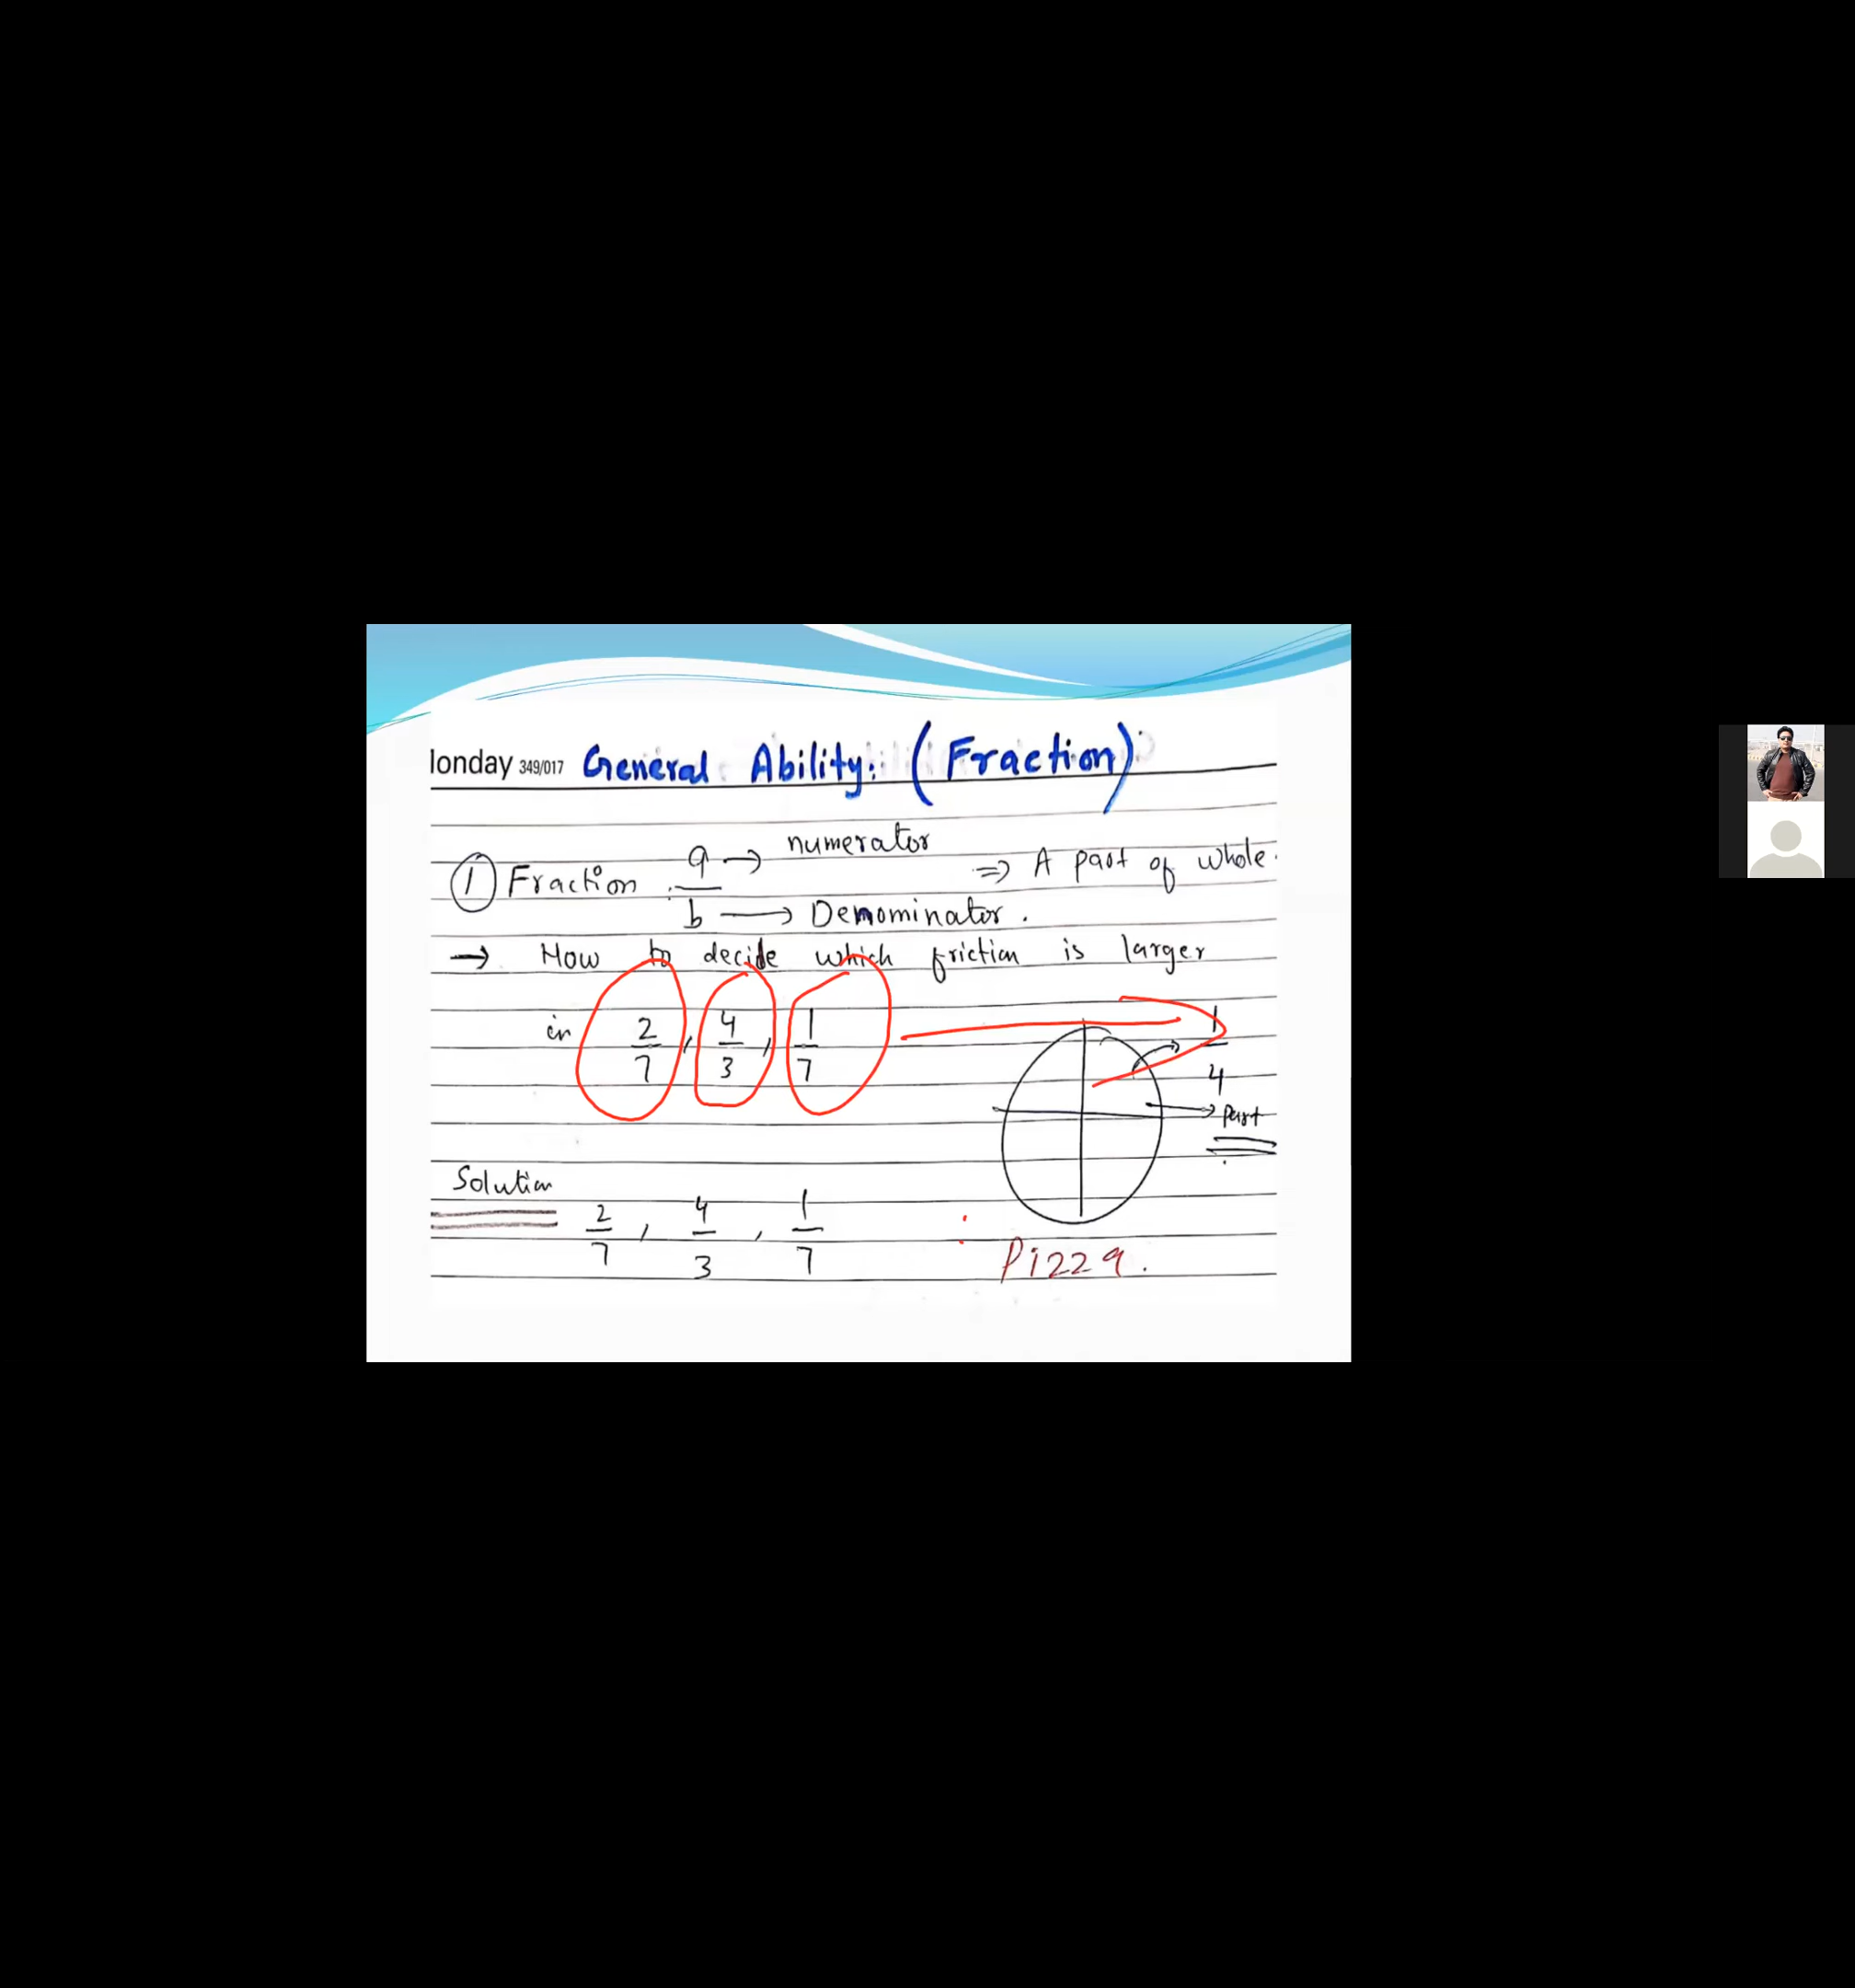 londay 349/017 General Ability: (Fraction)
① Fraction a/b
a → numerator
⇒ A part of whole.
b → Denominator.
→ How to decide which friction is larger
in 2/7, 4/3, 1/7
1/4
part
Solution
2/7, 4/3, 1/7
Pizza.